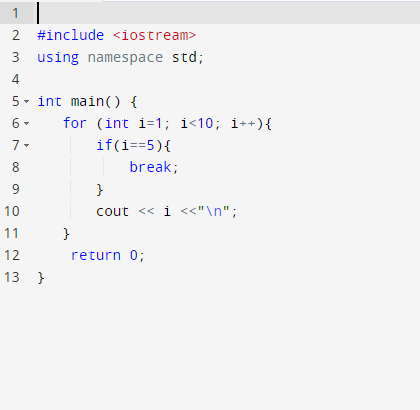 1
2 #include <iostream>
3 using namespace std;
4
5 int main() {
6    for (int i=1; i<10; i++){
7        if(i==5){
8            break;
9        }
10        cout << i <<"\n";
11    }
12     return 0;
13 }